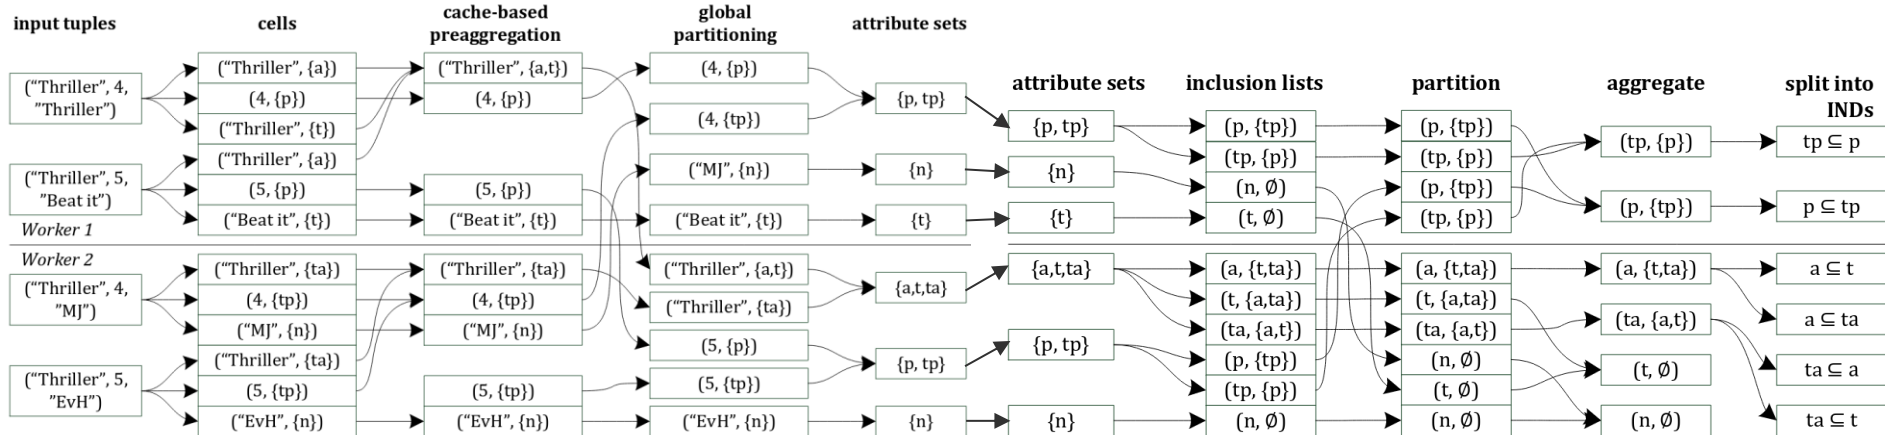 input tuples
("Thriller", 4,
"Thriller")
("Thriller", 5,
"Beat it")
Worker 1
Worker 2
("Thriller", 4,
"MJ")
("Thriller", 5,
"EvH")
cells
("Thriller", {a})
(4, {p})
("Thriller", {t})
("Thriller", {a})
(5, {p})
("Beat it", {t})
("Thriller", {ta})
(4, {tp})
("MJ", {n})
("Thriller", {ta})
(5, {tp})
("EvH", {n})
cache-based
preaggregation
("Thriller", {a,t})
(4, {p})
(5, {p})
("Beat it", {t})
("Thriller", {ta})
(4, {tp})
("MJ", {n})
(5, {tp})
("EvH", {n})
global
partitioning
(4, {p})
(4, {tp})
("MJ", {n})
("Beat it", {t})
("Thriller", {a,t})
("Thriller", {ta})
(5, {p})
(5, {tp})
("EvH", {n})
attribute sets
{p, tp}
{n}
{t}
{a,t,ta}
{p, tp}
{n}
attribute sets
{p, tp}
{n}
{t}
{a,t,ta}
{p, tp}
{n}
inclusion lists
(p, {tp})
(tp, {p})
(n, Ø)
(t, Ø)
(a, {t,ta})
(t, {a,ta})
(ta, {a,t})
(p, {tp})
(tp, {p})
(n, Ø)
partition
(p, {tp})
(tp, {p})
(p, {tp})
(tp, {p})
(a, {t,ta})
(t, {a,ta})
(ta, {a,t})
(n, Ø)
(t, Ø)
(n, Ø)
aggregate
(tp, {p})
(p, {tp})
(a, {t,ta})
(ta, {a,t})
(t, Ø)
(n, Ø)
split into
INDs
tp ⊆ p
p ⊆ tp
a ⊆ t
a ⊆ ta
ta ⊆ a
ta ⊆ t